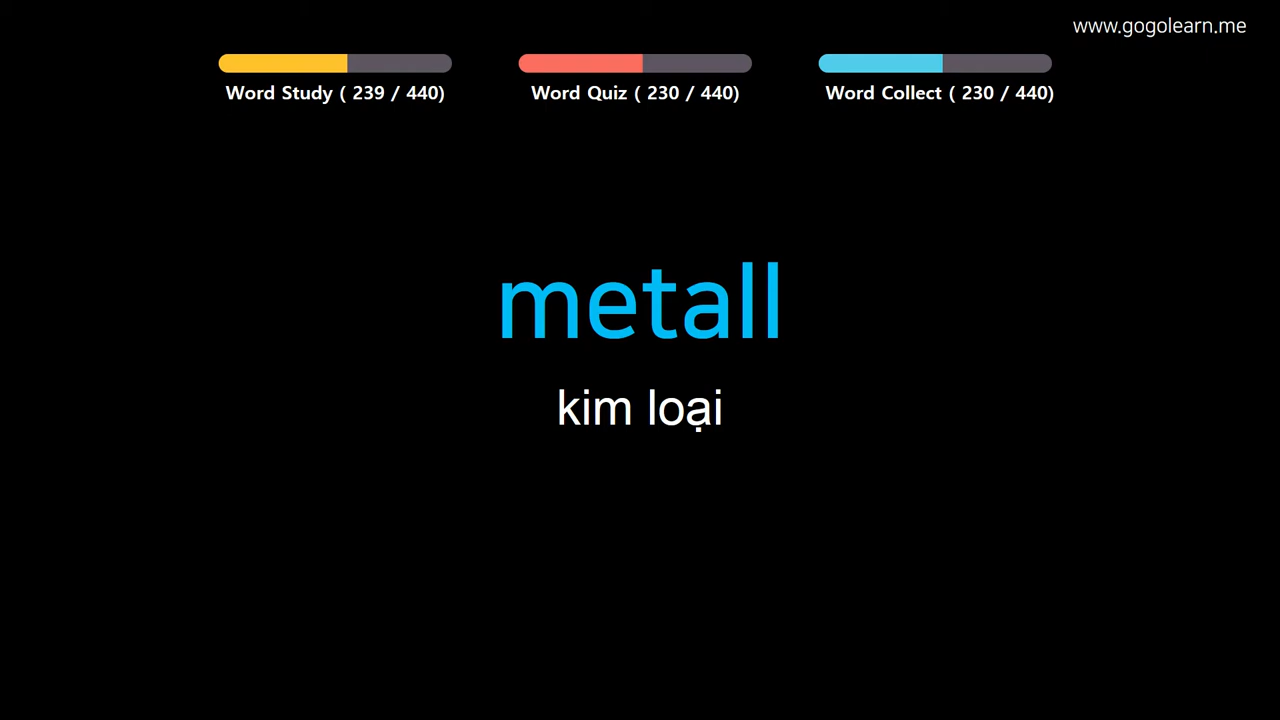 www.gogolearn.me
Word Study ( 239 / 440)
Word Quiz ( 230 / 440)
Word Collect ( 230 / 440)
metall
kim loại